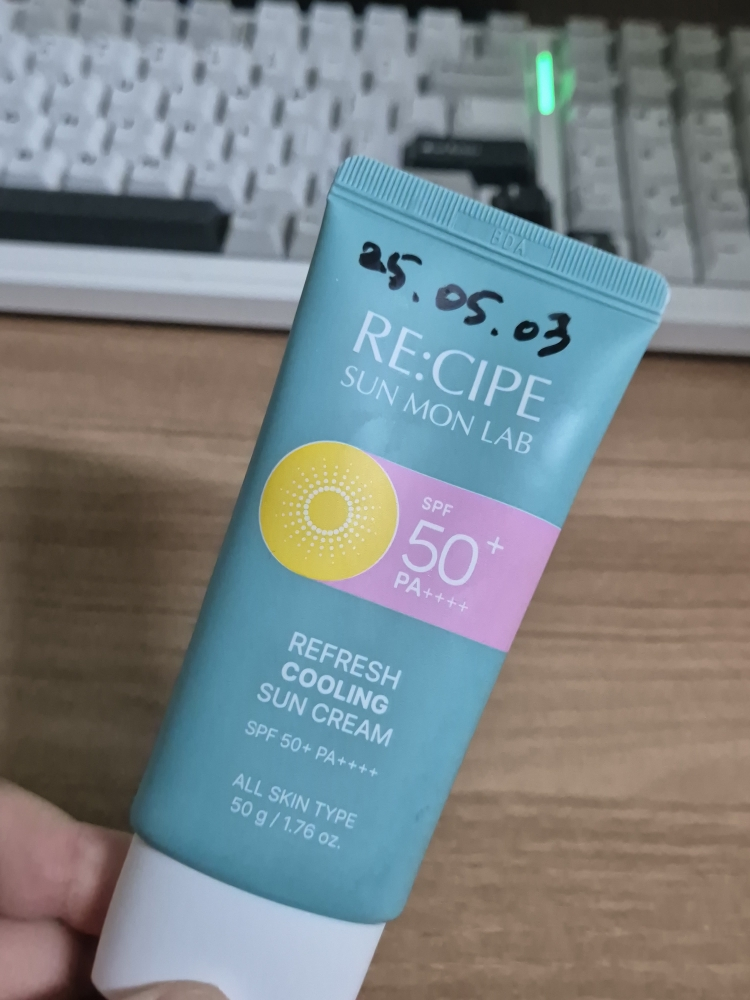 25.05.03
RE:CIPE
SUN MON LAB
SPF
50+
PA++++
REFRESH
COOLING
SUN CREAM
SPF 50+ PA++++
ALL SKIN TYPE
50 g / 1.76 oz.